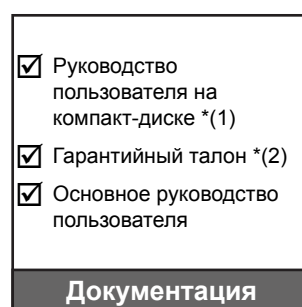 Руководство
пользователя на
компакт-диске *(1)
Гарантийный талон *(2)
Основное руководство
пользователя
Документация